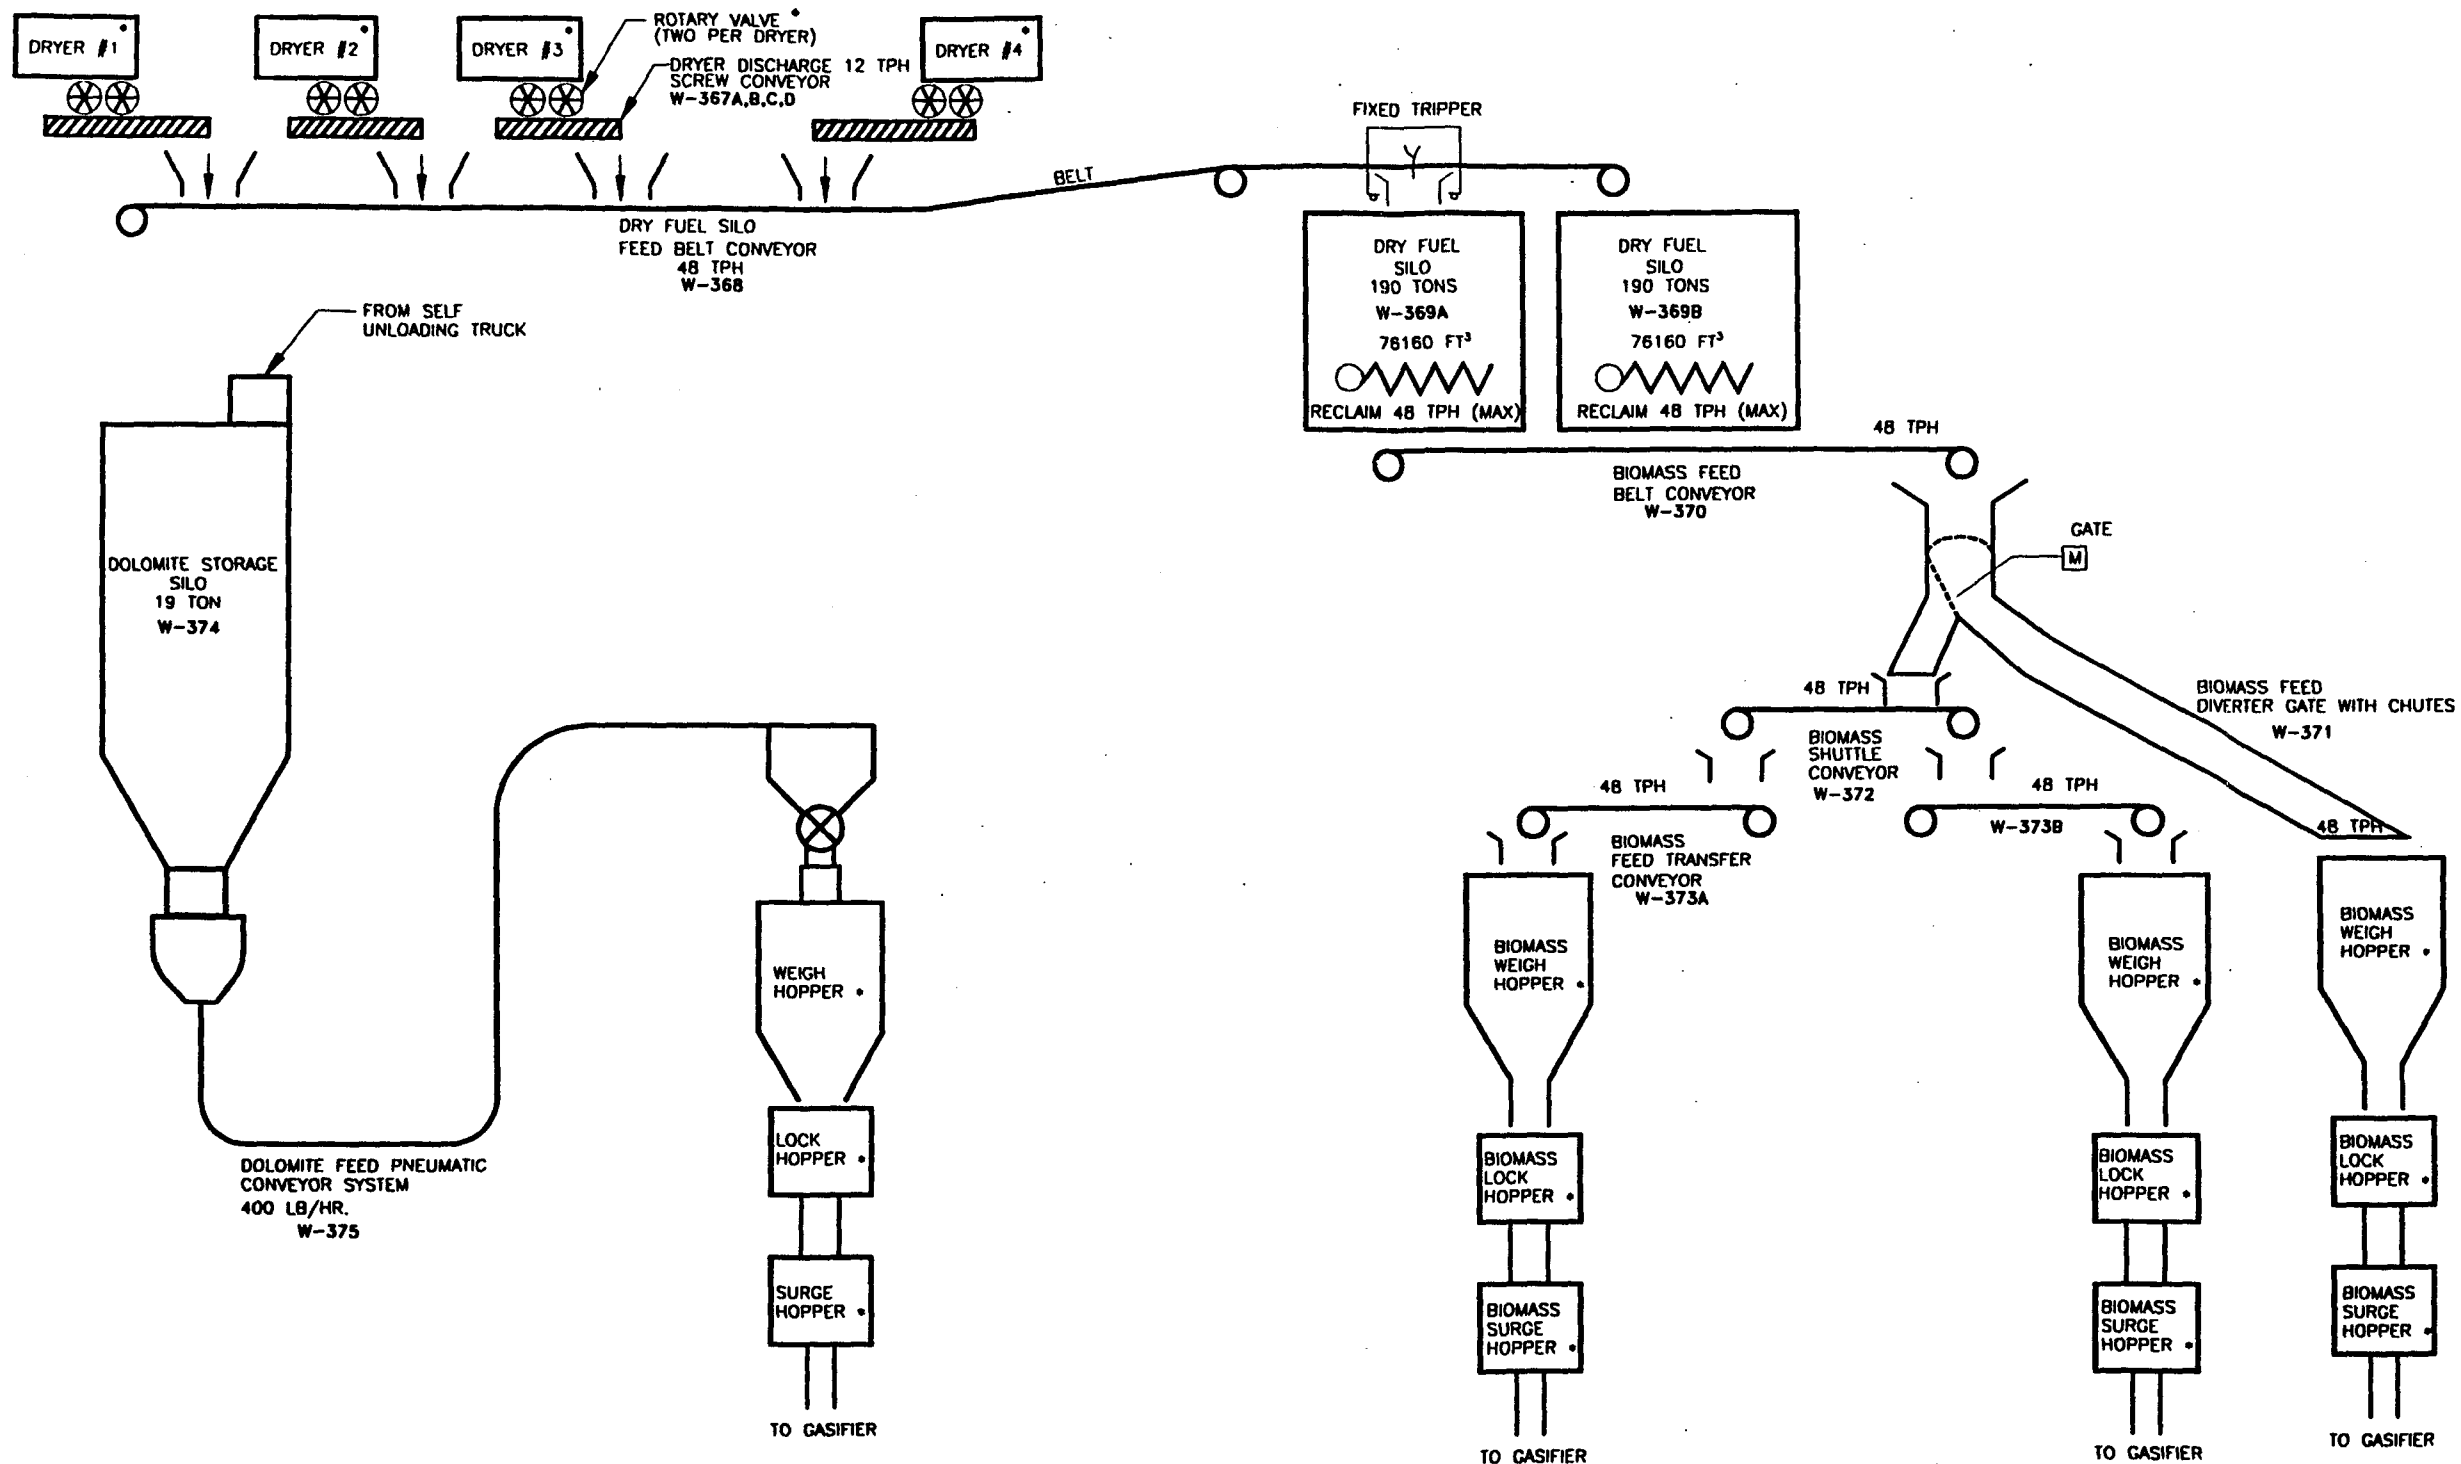 DRYER #1
DRYER #2
DRYER #3
DRYER #4
ROTARY VALVE *
(TWO PER DRYER)
DRYER DISCHARGE 12 TPH
SCREW CONVEYOR
W-367A,B,C,D
FIXED TRIPPER
BELT
DRY FUEL SILO
FEED BELT CONVEYOR
48 TPH
W-368
DRY FUEL
SILO
190 TONS
W-369A
76160 FT³
RECLAIM 48 TPH (MAX)
DRY FUEL
SILO
190 TONS
W-369B
76160 FT³
RECLAIM 48 TPH (MAX)
FROM SELF
UNLOADING TRUCK
48 TPH
BIOMASS FEED
BELT CONVEYOR
W-370
GATE
M
DOLOMITE STORAGE
SILO
19 TON
W-374
48 TPH
BIOMASS FEED
DIVERTER GATE WITH CHUTES
W-371
BIOMASS
SHUTTLE
CONVEYOR
W-372
48 TPH
48 TPH
W-373B
48 TPH
BIOMASS
FEED TRANSFER
CONVEYOR
W-373A
WEIGH
HOPPER *
BIOMASS
WEIGH
HOPPER *
BIOMASS
WEIGH
HOPPER *
BIOMASS
WEIGH
HOPPER *
DOLOMITE FEED PNEUMATIC
CONVEYOR SYSTEM
400 LB/HR.
W-375
LOCK
HOPPER *
BIOMASS
LOCK
HOPPER *
BIOMASS
LOCK
HOPPER *
BIOMASS
LOCK
HOPPER *
SURGE
HOPPER *
BIOMASS
SURGE
HOPPER *
BIOMASS
SURGE
HOPPER *
BIOMASS
SURGE
HOPPER *
TO GASIFIER
TO GASIFIER
TO GASIFIER
TO GASIFIER